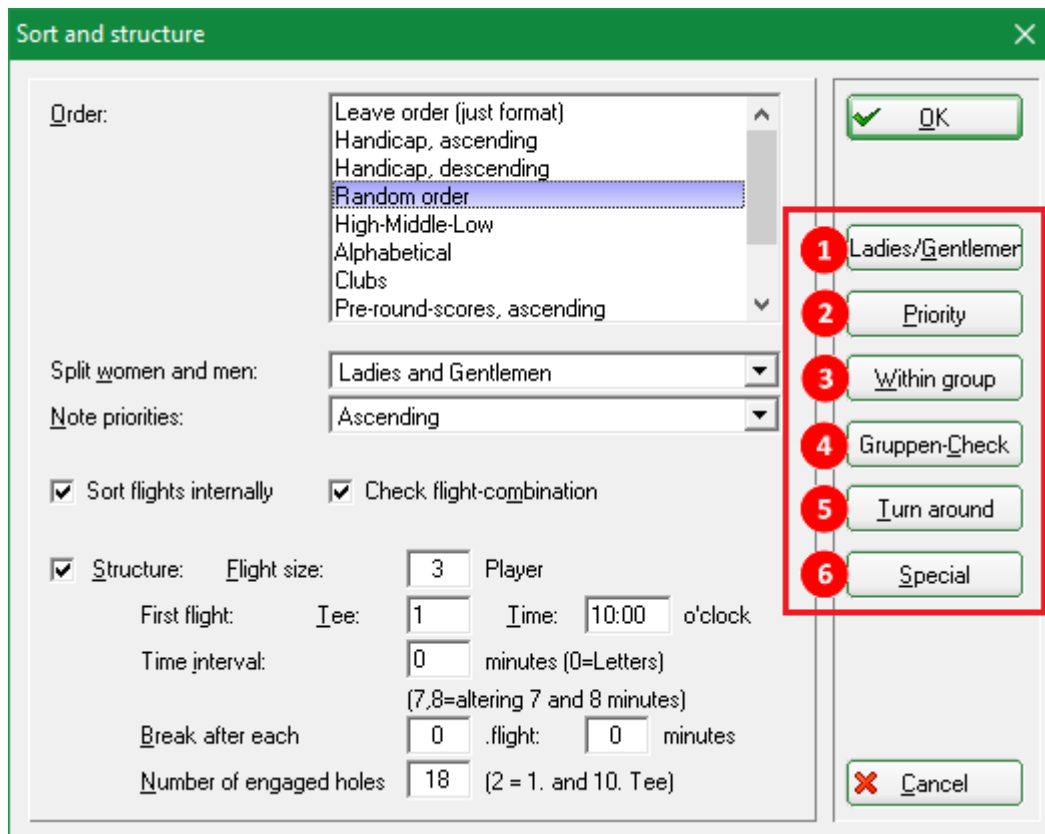 Sort and structure
Order:
Leave order (just format)
Handicap, ascending
Handicap, descending
Random order
High-Middle-Low
Alphabetical
Clubs
Pre-round-scores, ascending
Split women and men: Ladies and Gentlemen
Note priorities: Ascending
Sort flights internally Check flight-combination
Structure: Flight size: 3 Player
First flight: Tee: 1 Time: 10:00 o'clock
Time interval: 0 minutes (0=Letters)
(7,8=altering 7 and 8 minutes)
Break after each 0 .flight: 0 minutes
Number of engaged holes 18 (2 = 1. and 10. Tee)
OK
1 Ladies/Gentlemen
2 Priority
3 Within group
4 Gruppen-Check
5 Turn around
6 Special
Cancel